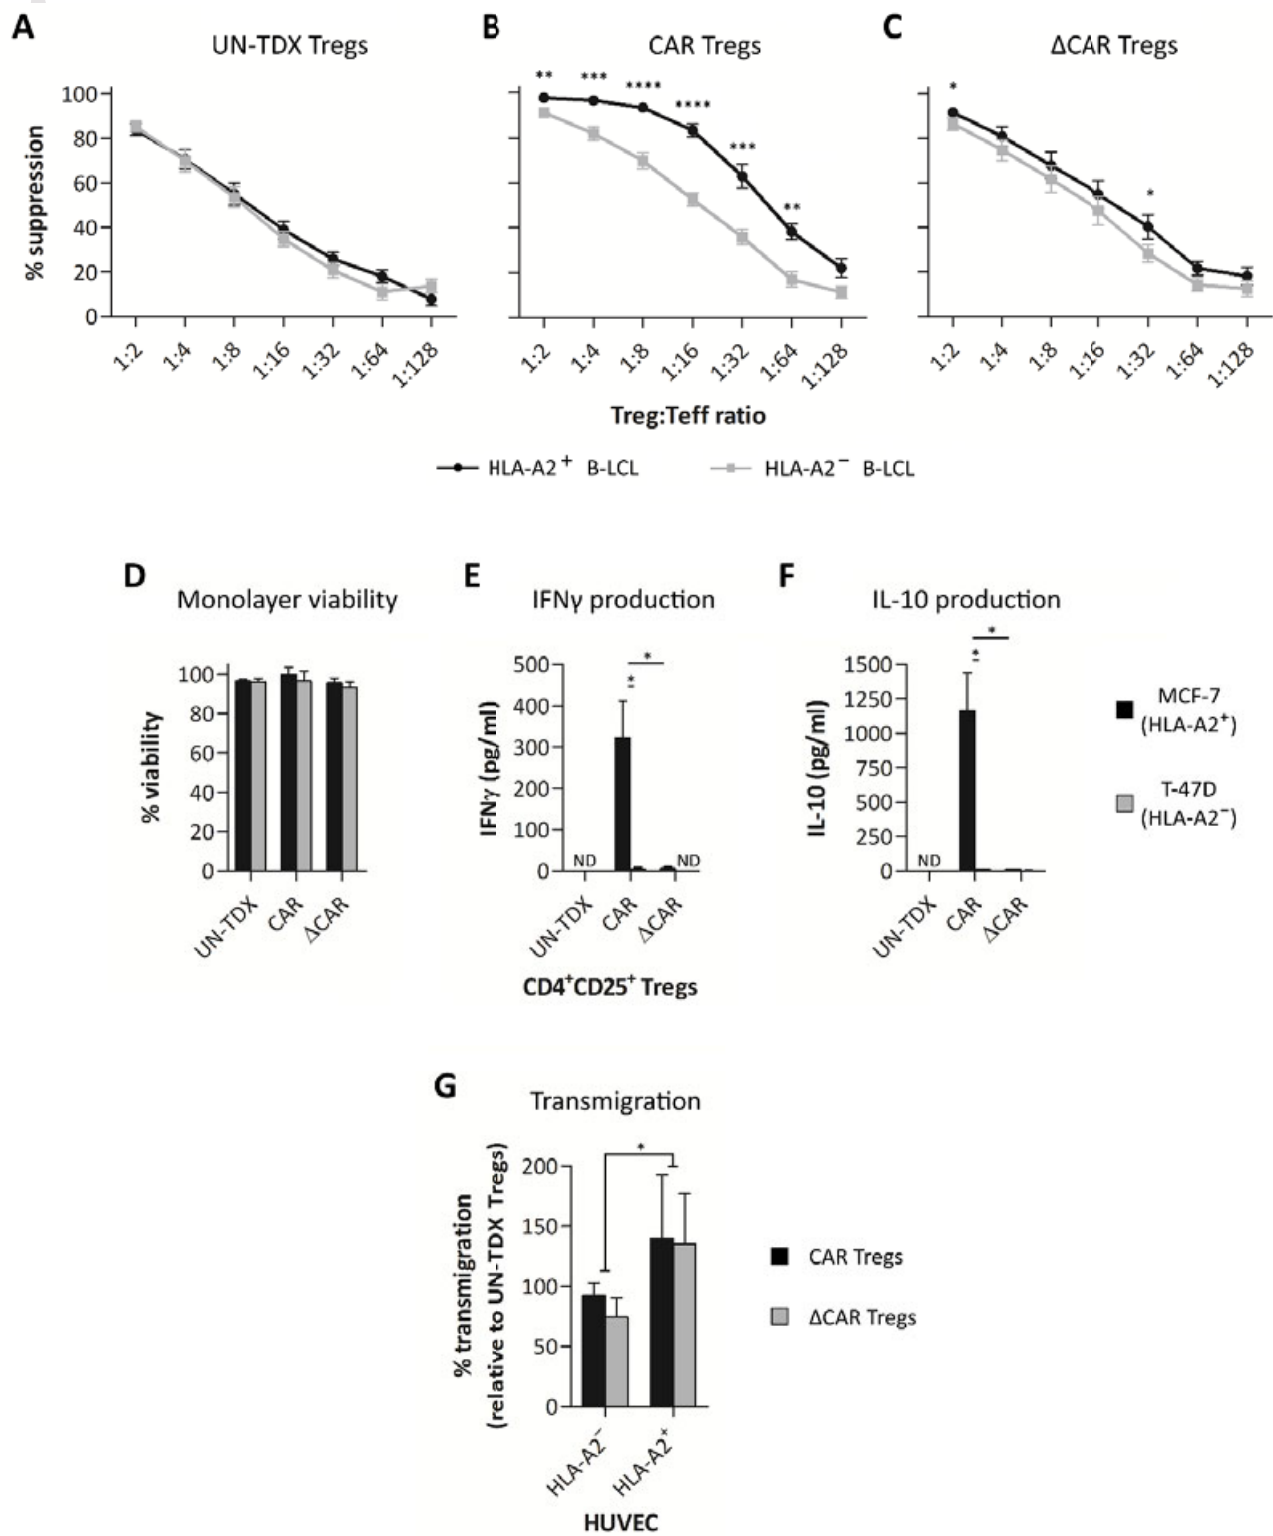 A
UN-TDX Tregs
B
CAR Tregs
C
ΔCAR Tregs
% suppression
100
80
60
40
20
0
** *** **** **** *** **
* *
1:2 1:4 1:8 1:16 1:32 1:64 1:128
1:2 1:4 1:8 1:16 1:32 1:64 1:128
1:2 1:4 1:8 1:16 1:32 1:64 1:128
Treg:Teff ratio
HLA-A2⁺ B-LCL
HLA-A2⁻ B-LCL
D
Monolayer viability
% viability
100
80
60
40
20
0
UN-TDX CAR ΔCAR
E
IFNγ production
IFNγ (pg/ml)
500
400
300
200
100
0
* *
ND ND
UN-TDX CAR ΔCAR
CD4⁺CD25⁺ Tregs
F
IL-10 production
IL-10 (pg/ml)
1500
1250
1000
750
500
250
0
* *
ND
UN-TDX CAR ΔCAR
MCF-7
(HLA-A2⁺)
T-47D
(HLA-A2⁻)
G
Transmigration
% transmigration
(relative to UN-TDX Tregs)
200
150
100
50
0
*
HLA-A2⁻ HLA-A2⁺
HUVEC
CAR Tregs
ΔCAR Tregs